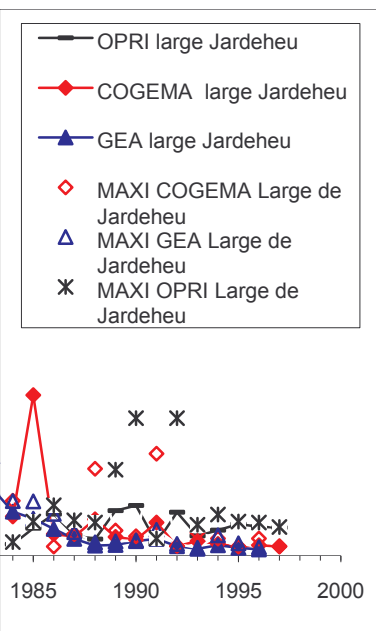 OPRI large Jardeheu
COGEMA large Jardeheu
GEA large Jardeheu
MAXI COGEMA Large de
Jardeheu
MAXI GEA Large de
Jardeheu
MAXI OPRI Large de
Jardeheu
1985 1990 1995 2000